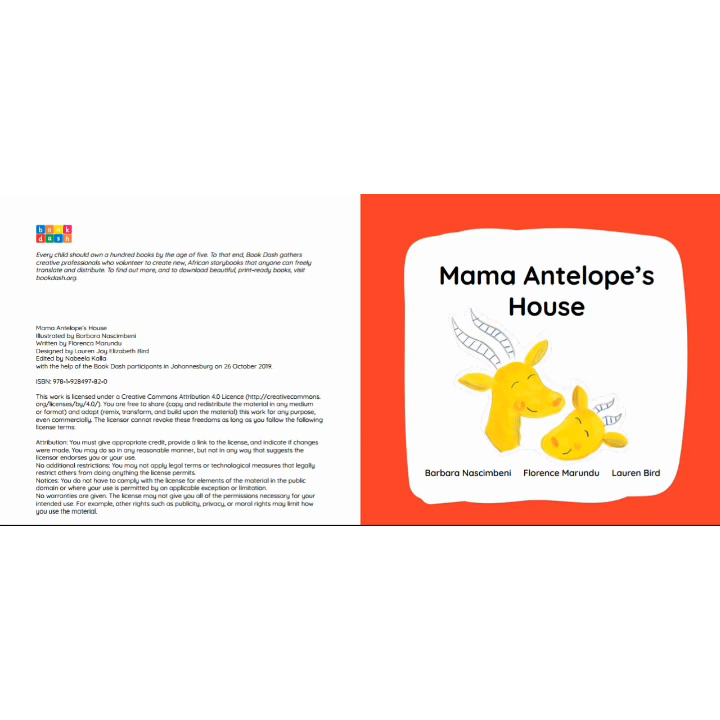 book
dash
Every child should own a hundred books by the age of five. To that end, Book Dash gathers
creative professionals who volunteer to create new, African storybooks that anyone can freely
translate and distribute. To find out more, and to download beautiful, print-ready books, visit
bookdash.org.
Mama Antelope's House
Illustrated by Barbara Nascimbeni
Written by Florence Marundu
Designed by Lauren Jay Elizabeth Bird
Edited by Nabeela Kalla
with the help of the Book Dash participants in Johannesburg on 26 October 2019.
ISBN: 978-1-928497-82-0
This work is licensed under a Creative Commons Attribution 4.0 Licence (http://creativecommons.
org/licenses/by/4.0/). You are free to share (copy and redistribute the material in any medium
or format) and adapt (remix, transform, and build upon the material) this work for any purpose,
even commercially. The licensor cannot revoke these freedoms as long as you follow the following
license terms:
Attribution: You must give appropriate credit, provide a link to the license, and indicate if changes
were made. You may do so in any reasonable manner, but not in any way that suggests the
licensor endorses you or your use.
No additional restrictions: You may not apply legal terms or technological measures that legally
restrict others from doing anything the license permits.
Notices: You do not have to comply with the license for elements of the material in the public
domain or where your use is permitted by an applicable exception or limitation.
No warranties are given. The license may not give you all of the permissions necessary for your
intended use. For example, other rights such as publicity, privacy, or moral rights may limit how
you use the material.
Mama Antelope's
House
Barbara Nascimbeni Florence Marundu Lauren Bird